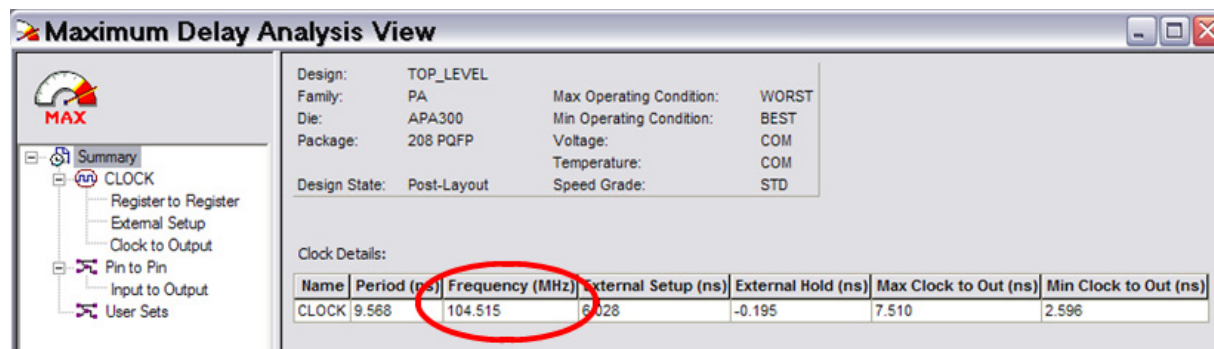 Maximum Delay Analysis View
MAX
Summary
CLOCK
Register to Register
External Setup
Clock to Output
Pin to Pin
Input to Output
User Sets
Design: TOP_LEVEL
Family: PA Max Operating Condition: WORST
Die: APA300 Min Operating Condition: BEST
Package: 208 PQFP Voltage: COM
Temperature: COM
Design State: Post-Layout Speed Grade: STD
Clock Details:
Name Period (ns) Frequency (MHz) External Setup (ns) External Hold (ns) Max Clock to Out (ns) Min Clock to Out (ns)
CLOCK 9.568 104.515 6.028 -0.195 7.510 2.596